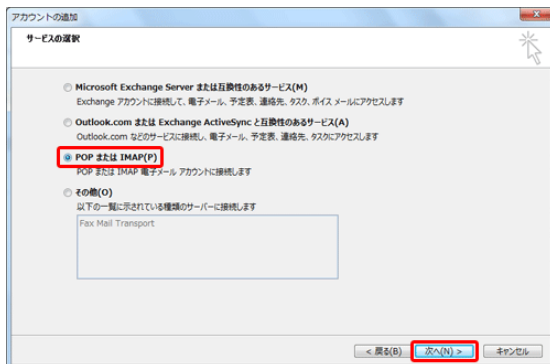 アカウントの追加
サービスの選択
Microsoft Exchange Server または互換性のあるサービス(M)
Exchange アカウントに接続して、電子メール、予定表、連絡先、タスク、ボイス メールにアクセスします
Outlook.com または Exchange ActiveSync と互換性のあるサービス(A)
Outlook.com などのサービスに接続し、電子メール、予定表、連絡先、タスクにアクセスします
POP または IMAP(P)
POP または IMAP 電子メール アカウントに接続します
その他(O)
以下の一覧に示されている種類のサーバーに接続します
Fax Mail Transport
< 戻る(B) 次へ(N) > キャンセル